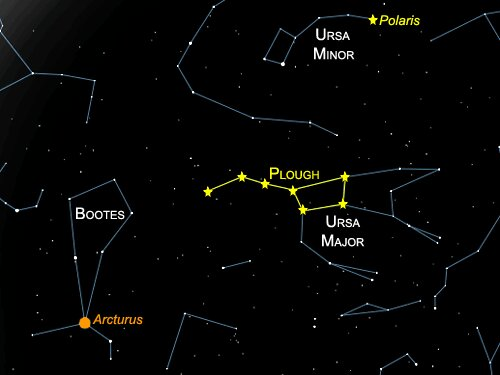 Polaris
URSA
MINOR
PLOUGH
BOOTES
URSA
MAJOR
Arcturus